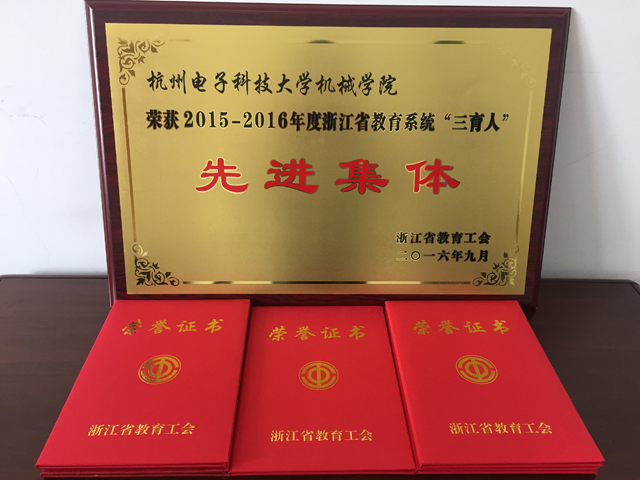 杭州电子科技大学机械学院
荣获2015-2016年度浙江省教育系统“三育人”
先进集体
浙江省教育工会
二〇一六年九月
荣誉证书
浙江省教育工会
荣誉证书
浙江省教育工会
荣誉证书
浙江省教育工会